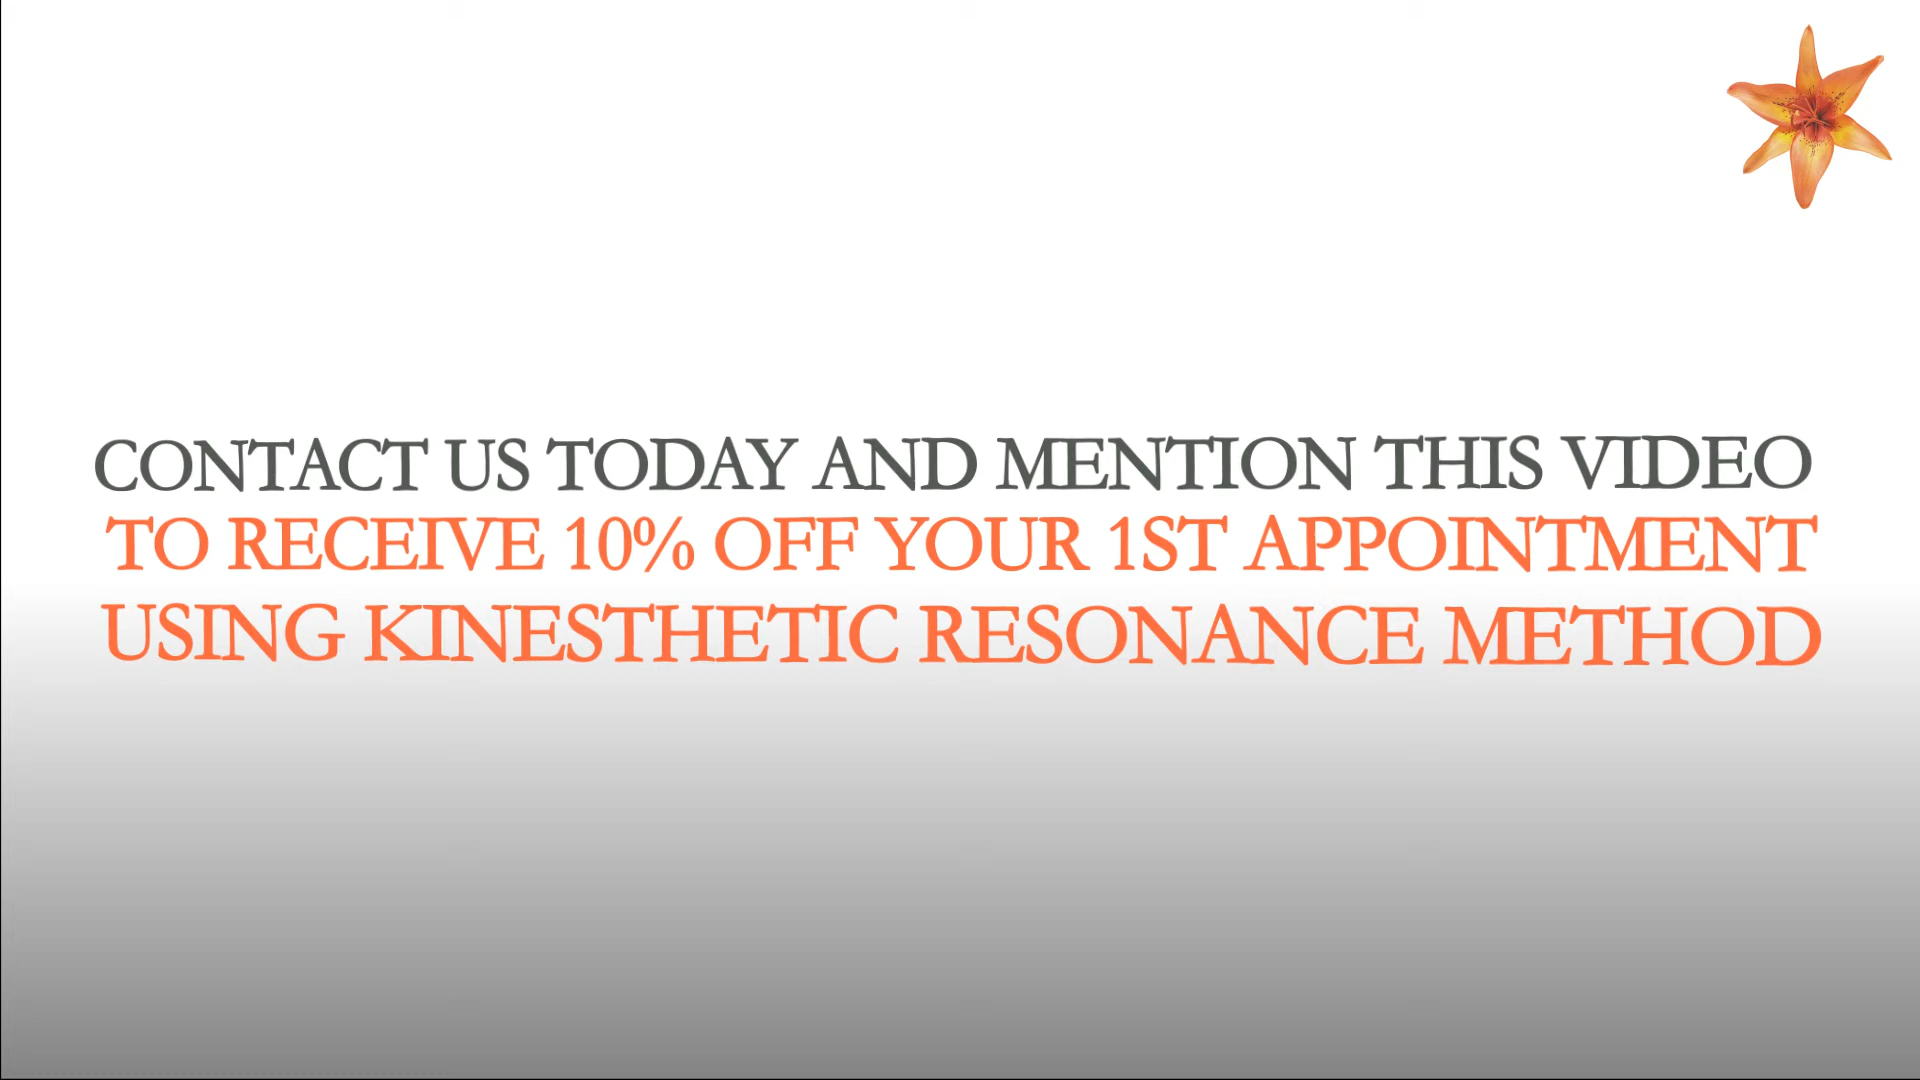 CONTACT US TODAY AND MENTION THIS VIDEO
TO RECEIVE 10% OFF YOUR 1ST APPOINTMENT
USING KINESTHETIC RESONANCE METHOD